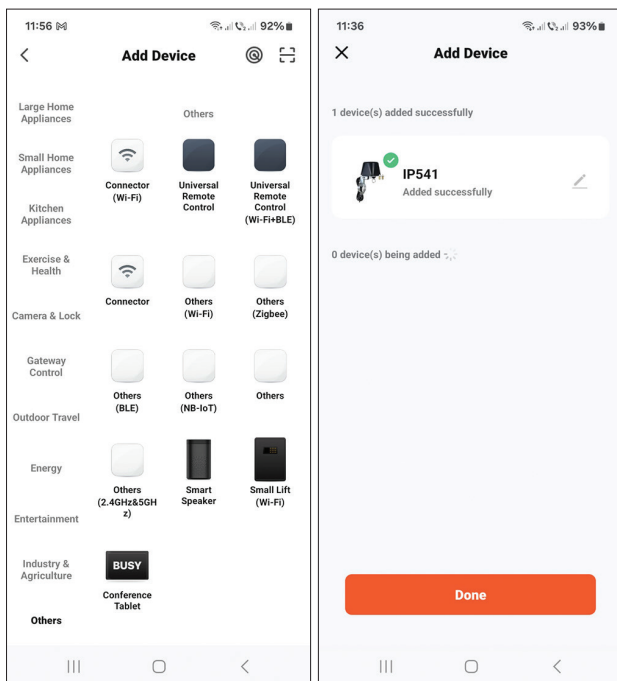 11:56
92%
Add Device
Large Home
Appliances
Small Home
Appliances
Kitchen
Appliances
Exercise &
Health
Camera & Lock
Gateway
Control
Outdoor Travel
Energy
Entertainment
Industry &
Agriculture
Others
Others
Connector
(Wi-Fi)
Universal
Remote
Control
Universal
Remote
Control
(Wi-Fi+BLE)
Connector
Others
(Wi-Fi)
Others
(Zigbee)
Others
(BLE)
Others
(NB-IoT)
Others
Others
(2.4GHz&5GH
z)
Smart
Speaker
Small Lift
(Wi-Fi)
BUSY
Conference
Tablet
11:36
93%
Add Device
1 device(s) added successfully
IP541
Added successfully
0 device(s) being added
Done